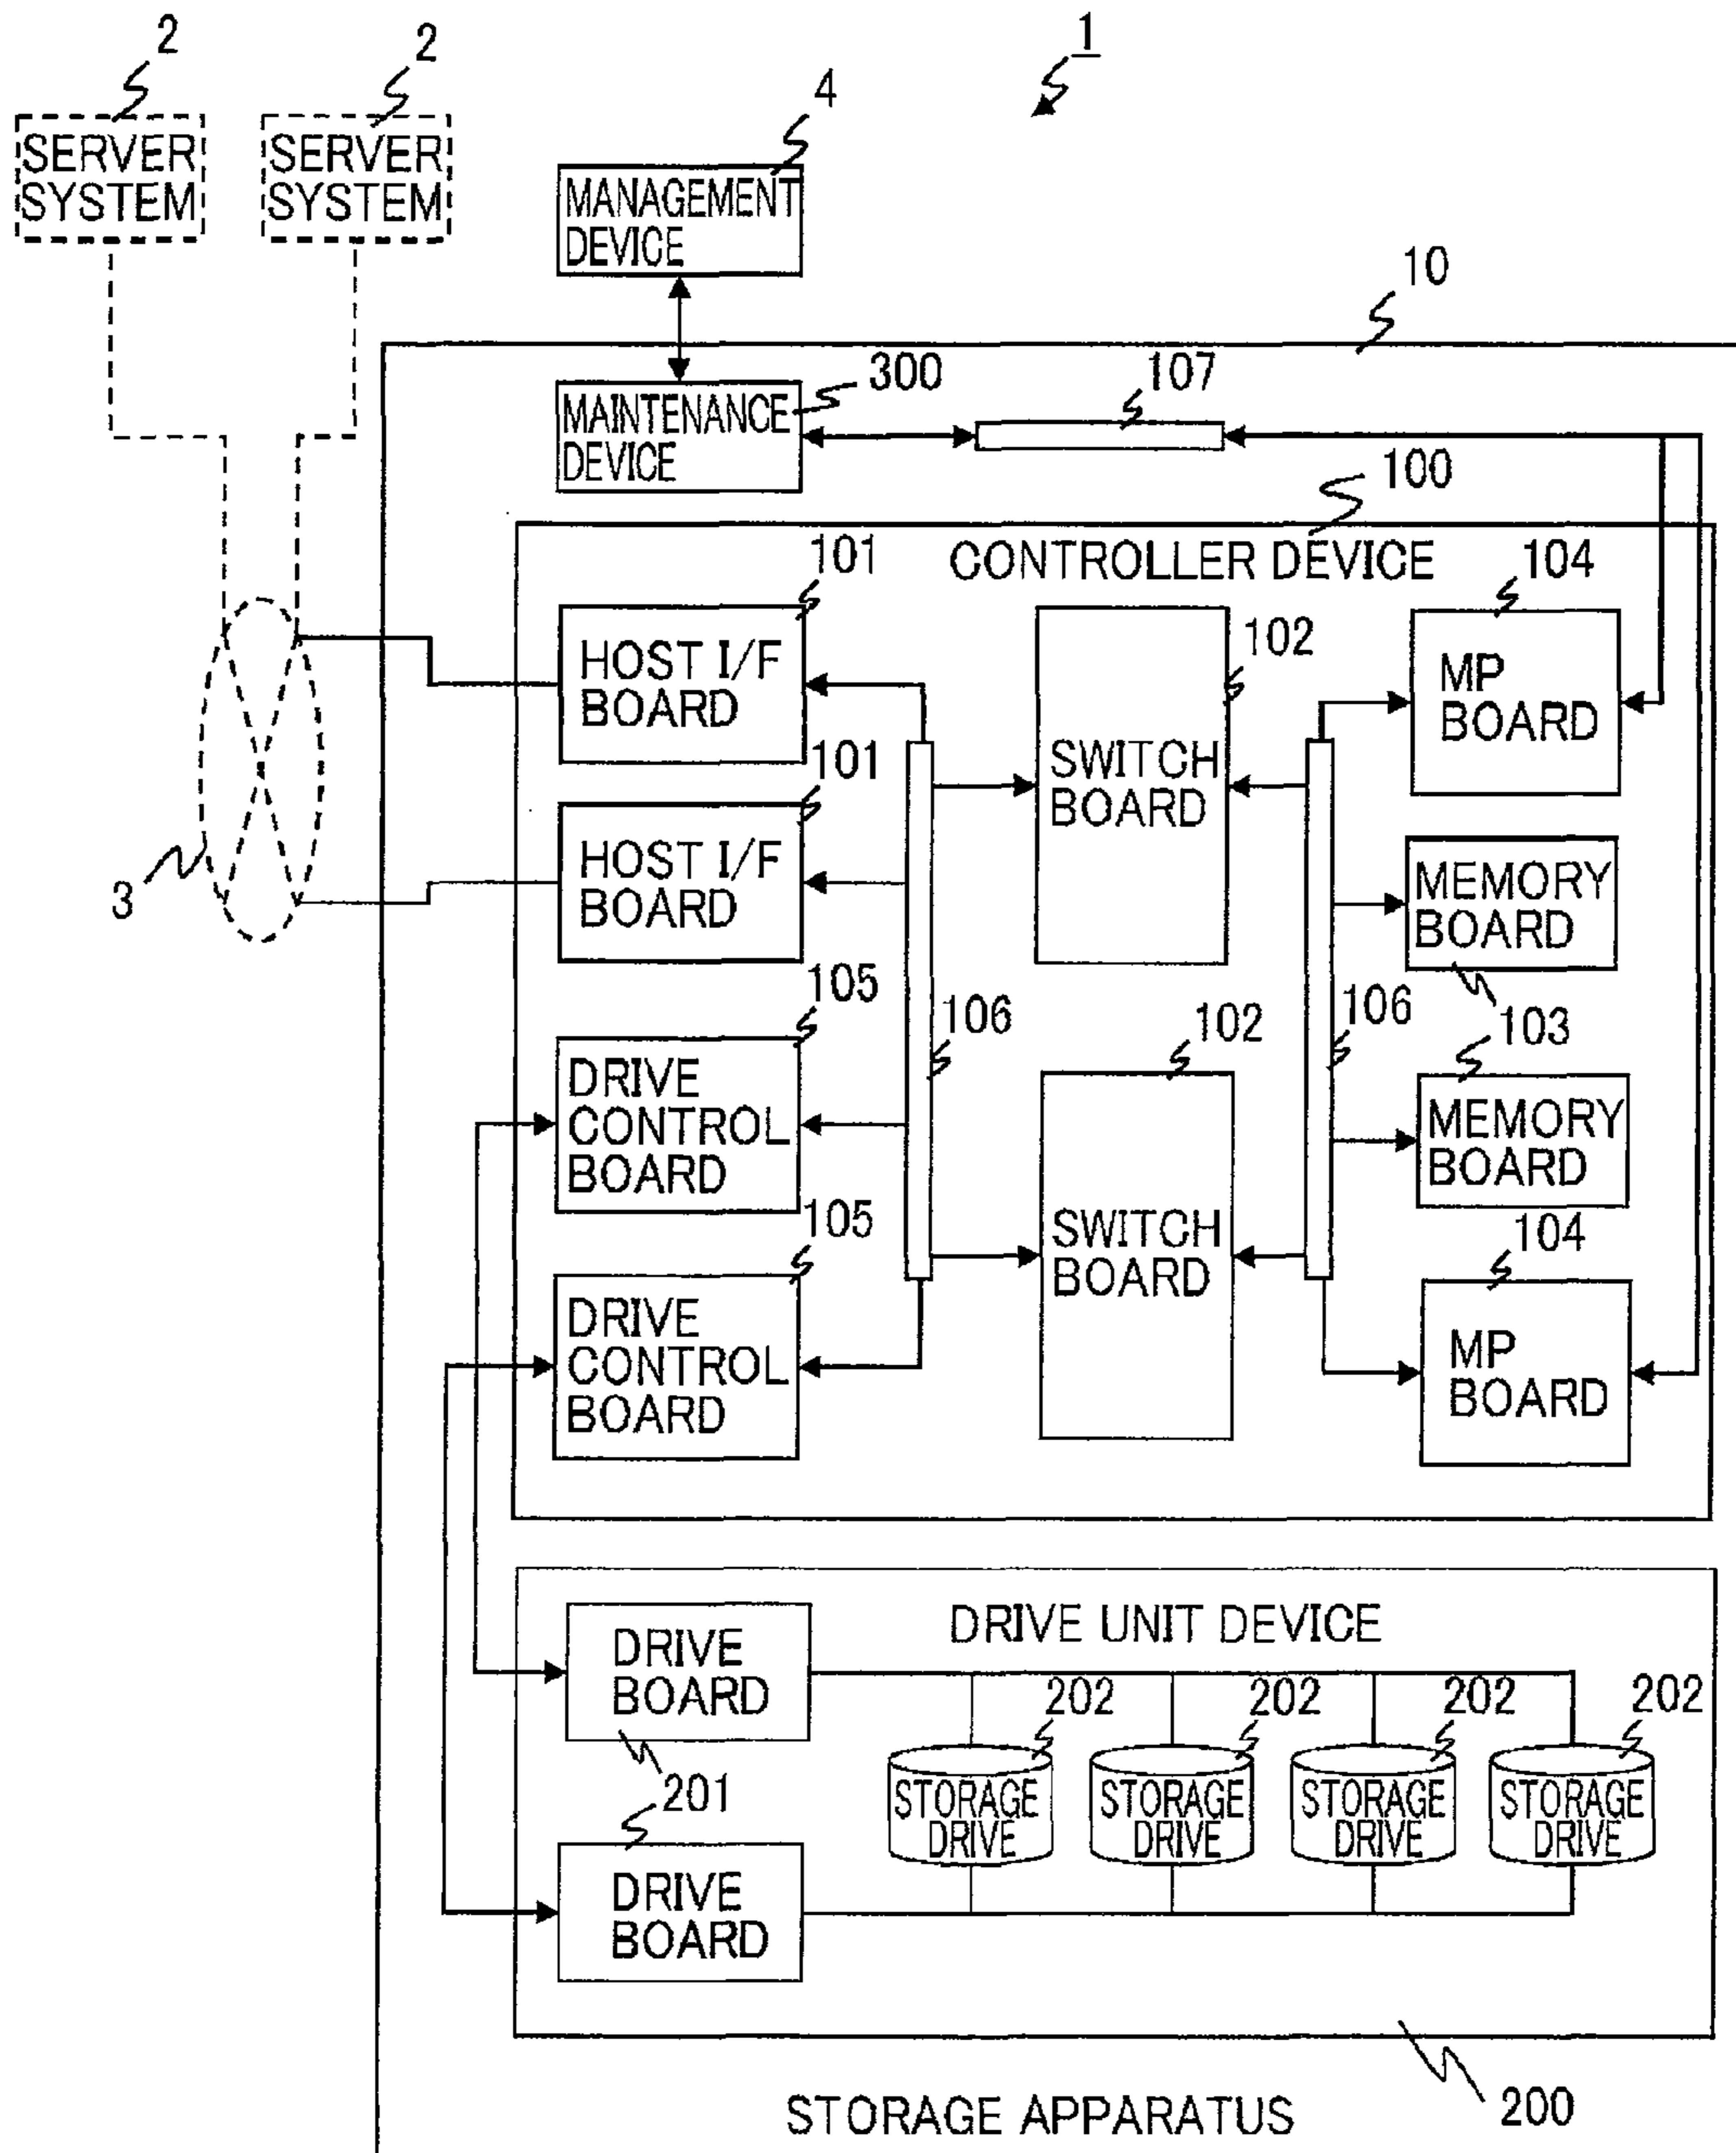 2
2
1
4
SERVER
SYSTEM
SERVER
SYSTEM
MANAGEMENT
DEVICE
10
300
107
MAINTENANCE
DEVICE
100
CONTROLLER DEVICE
101
104
HOST I/F
BOARD
102
MP
BOARD
101
SWITCH
BOARD
HOST I/F
BOARD
3
MEMORY
BOARD
103
105
106
102
106
DRIVE
CONTROL
BOARD
MEMORY
BOARD
105
SWITCH
BOARD
104
DRIVE
CONTROL
BOARD
MP
BOARD
DRIVE UNIT DEVICE
DRIVE
BOARD
201
202
202
202
202
STORAGE
DRIVE
STORAGE
DRIVE
STORAGE
DRIVE
STORAGE
DRIVE
201
DRIVE
BOARD
200
STORAGE APPARATUS